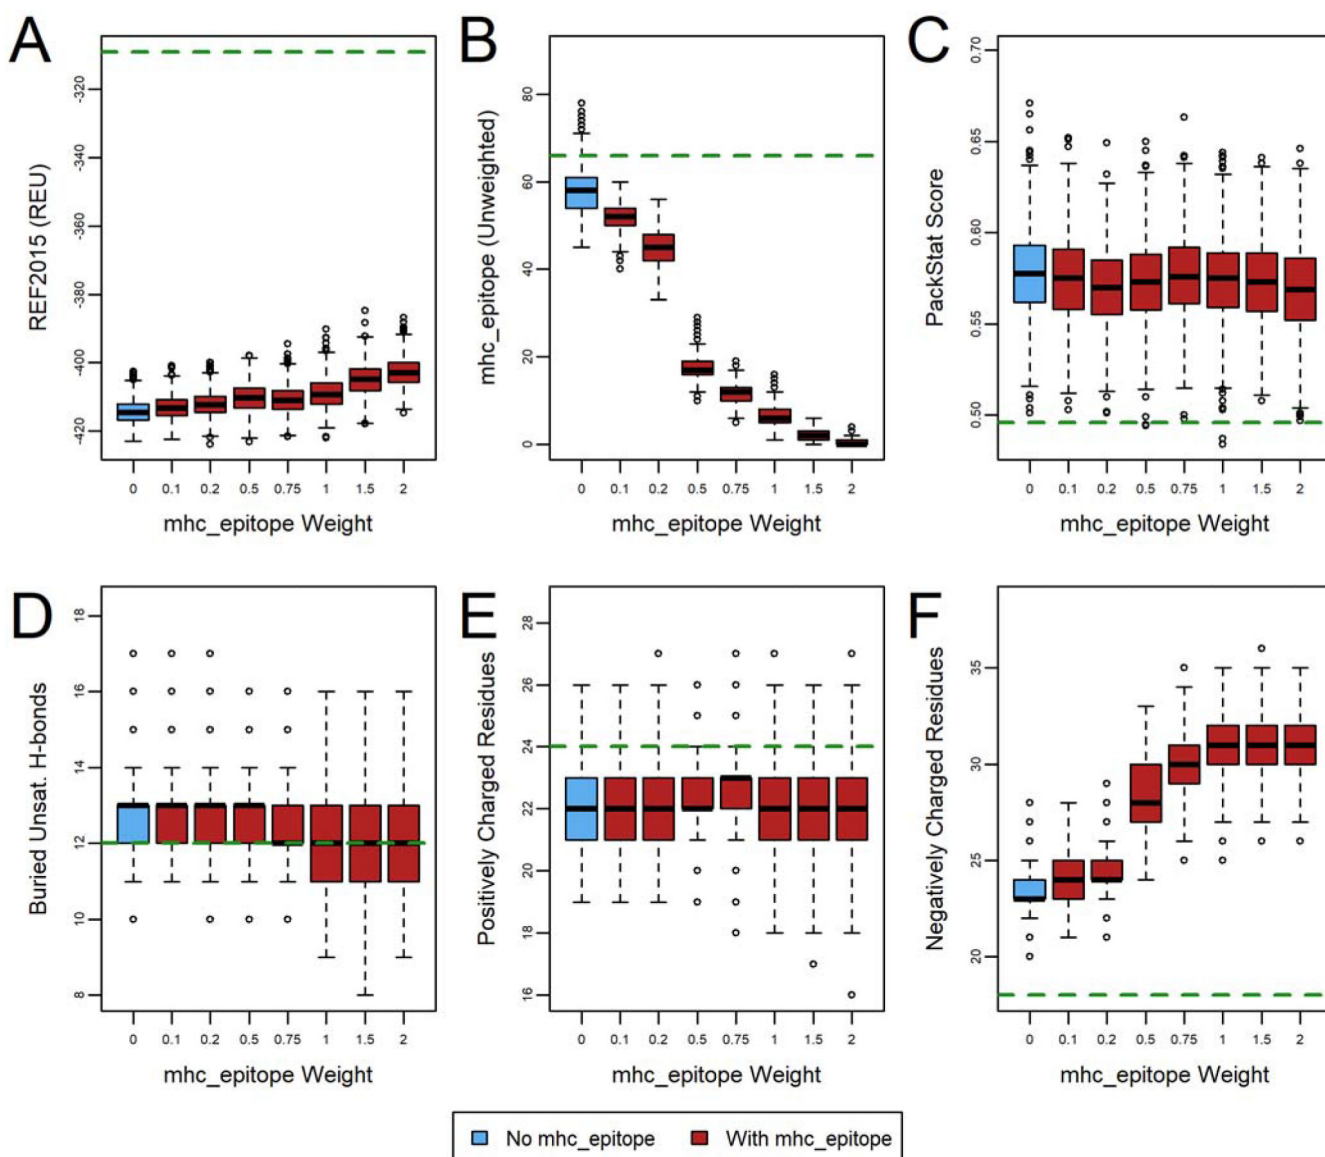 A
REF2015 (REU)
-320
-340
-360
-380
-400
-420
0 0.1 0.2 0.5 0.75 1 1.5 2
mhc_epitope Weight
B
mhc_epitope (Unweighted)
80
60
40
20
0
0 0.1 0.2 0.5 0.75 1 1.5 2
mhc_epitope Weight
C
PackStat Score
0.70
0.65
0.60
0.55
0.50
0 0.1 0.2 0.5 0.75 1 1.5 2
mhc_epitope Weight
D
Buried Unsat. H-bonds
18
16
14
12
10
8
0 0.1 0.2 0.5 0.75 1 1.5 2
mhc_epitope Weight
E
Positively Charged Residues
28
26
24
22
20
18
16
0 0.1 0.2 0.5 0.75 1 1.5 2
mhc_epitope Weight
F
Negatively Charged Residues
35
30
25
20
0 0.1 0.2 0.5 0.75 1 1.5 2
mhc_epitope Weight
No mhc_epitope With mhc_epitope